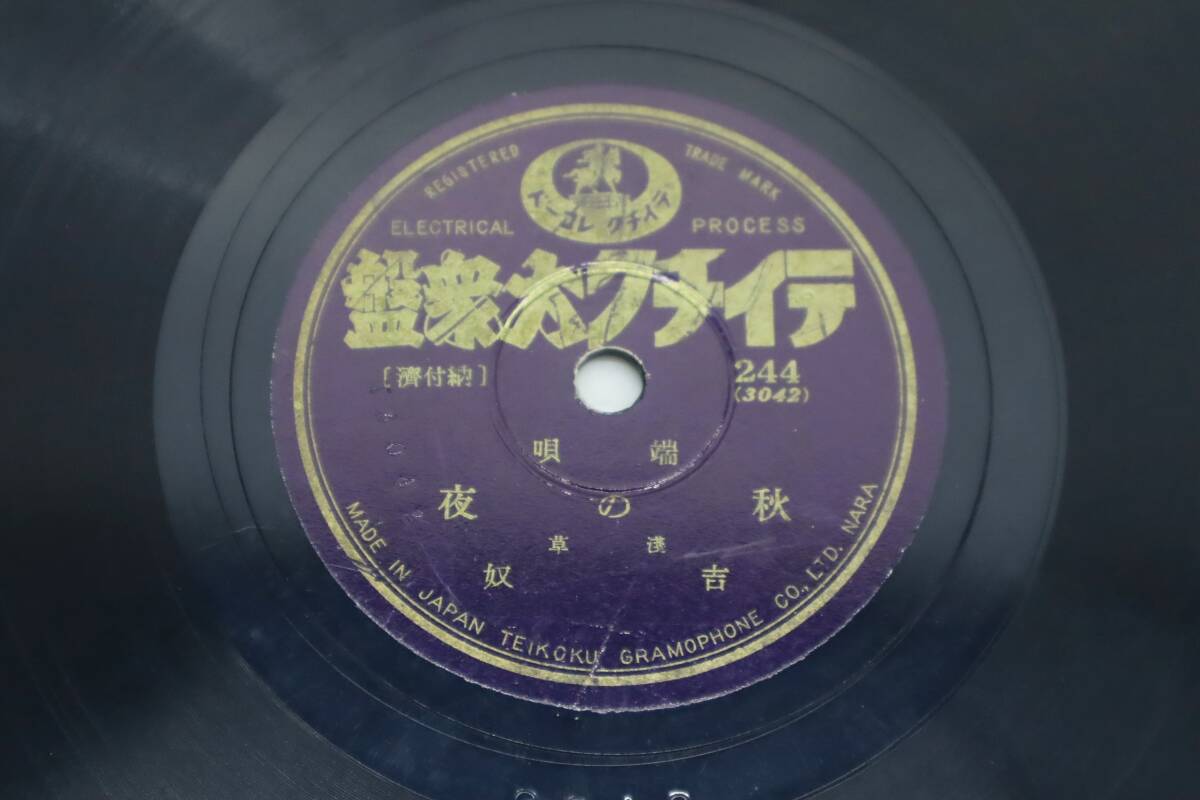 REGISTERED TRADE MARK
テイチクレコード
ELECTRICAL PROCESS
テイチク大衆盤
244
(3042)
[納付濟]
端唄
秋の夜
淺草
吉奴
MADE IN JAPAN TEIKOKU GRAMOPHONE CO., LTD. NARA